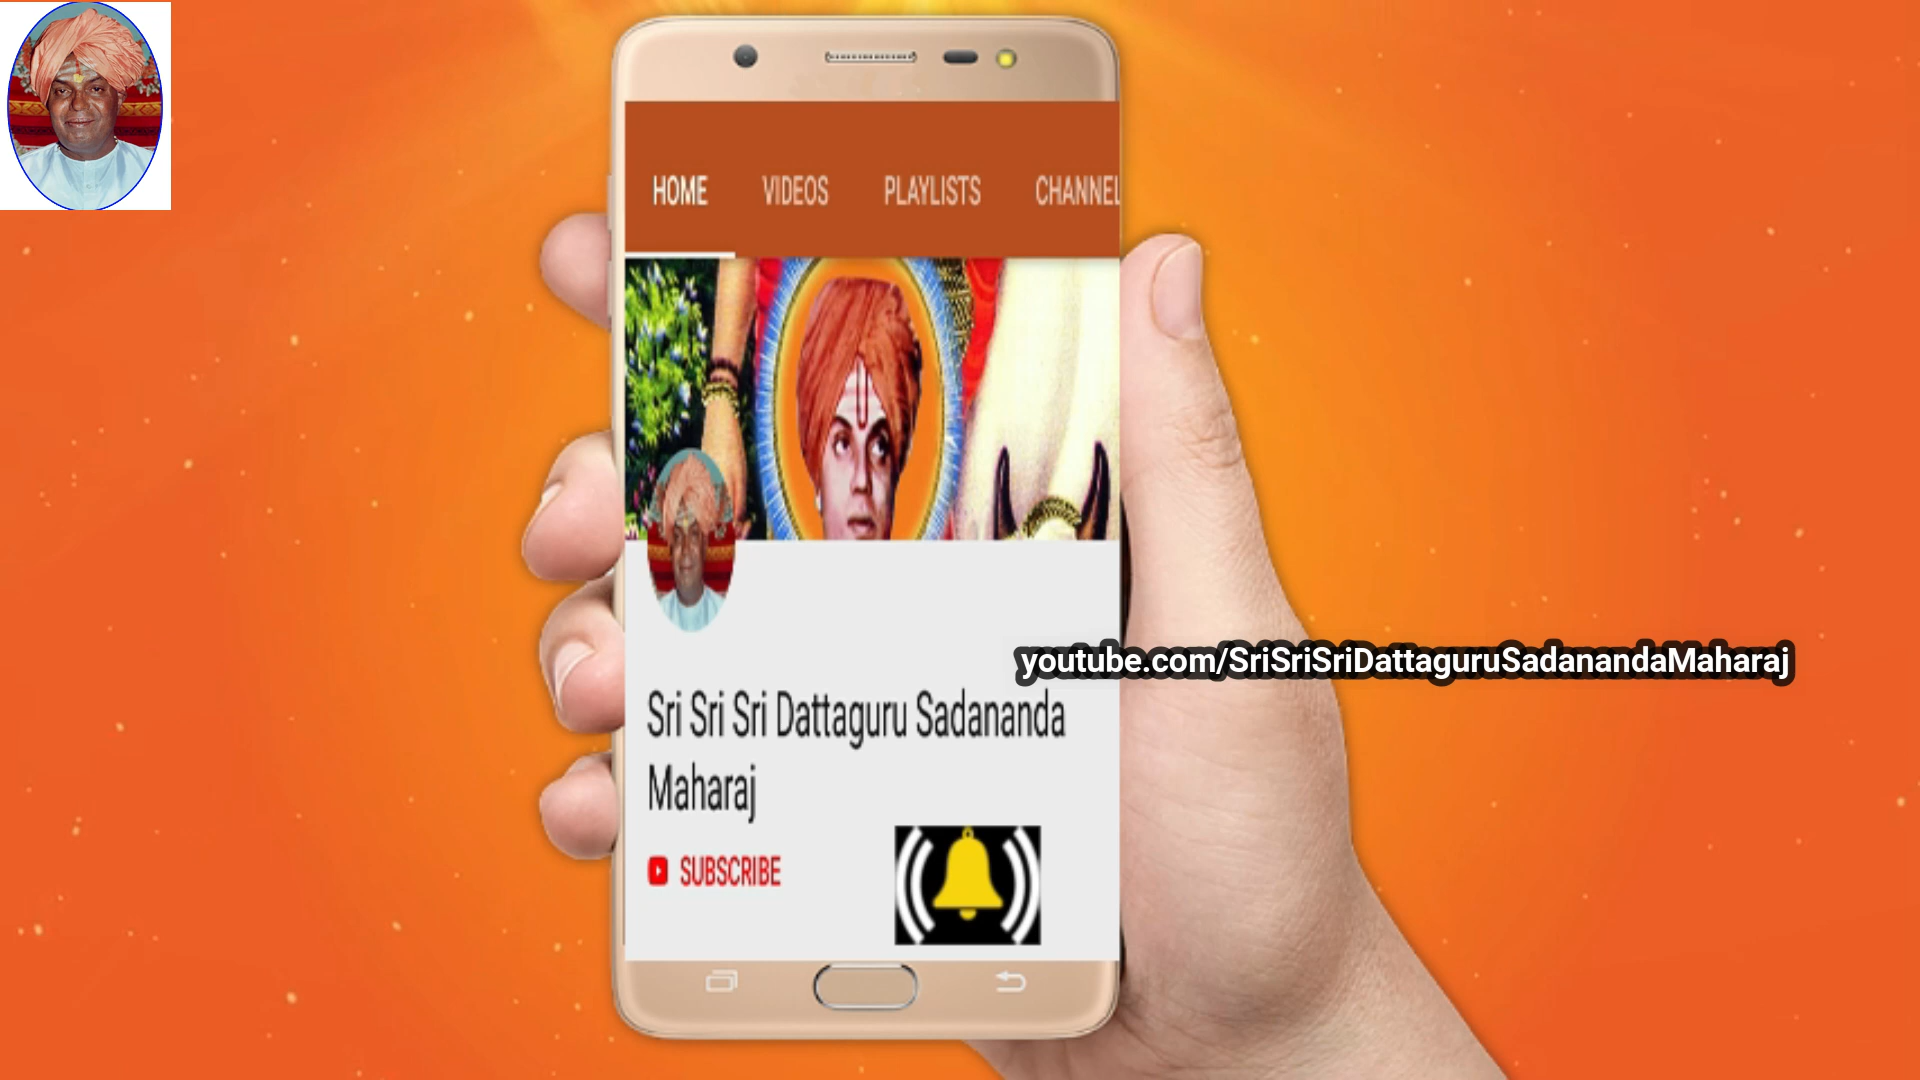 HOME VIDEOS PLAYLISTS CHANNEL
youtube.com/SriSriSriDattaguruSadanandaMaharaj
Sri Sri Sri Dattaguru Sadananda
Maharaj
SUBSCRIBE